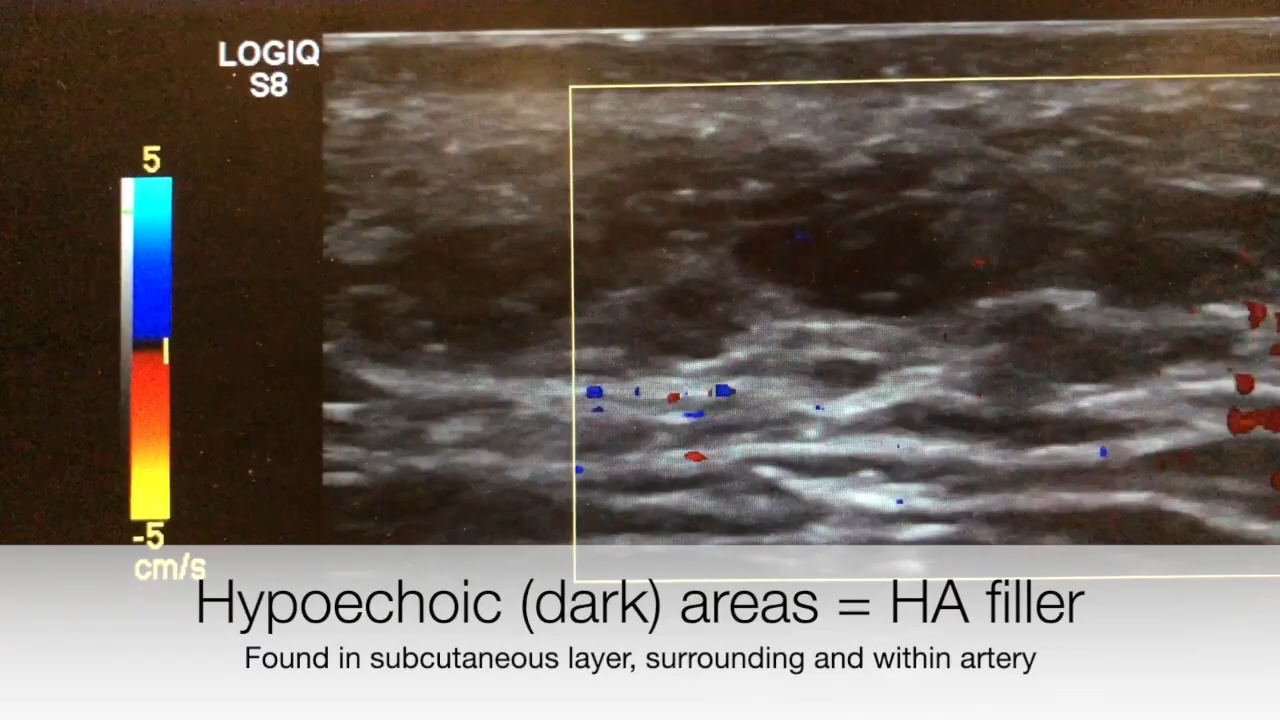 LOGIQ
S8
5
-5
cm/s
Hypoechoic (dark) areas = HA filler
Found in subcutaneous layer, surrounding and within artery